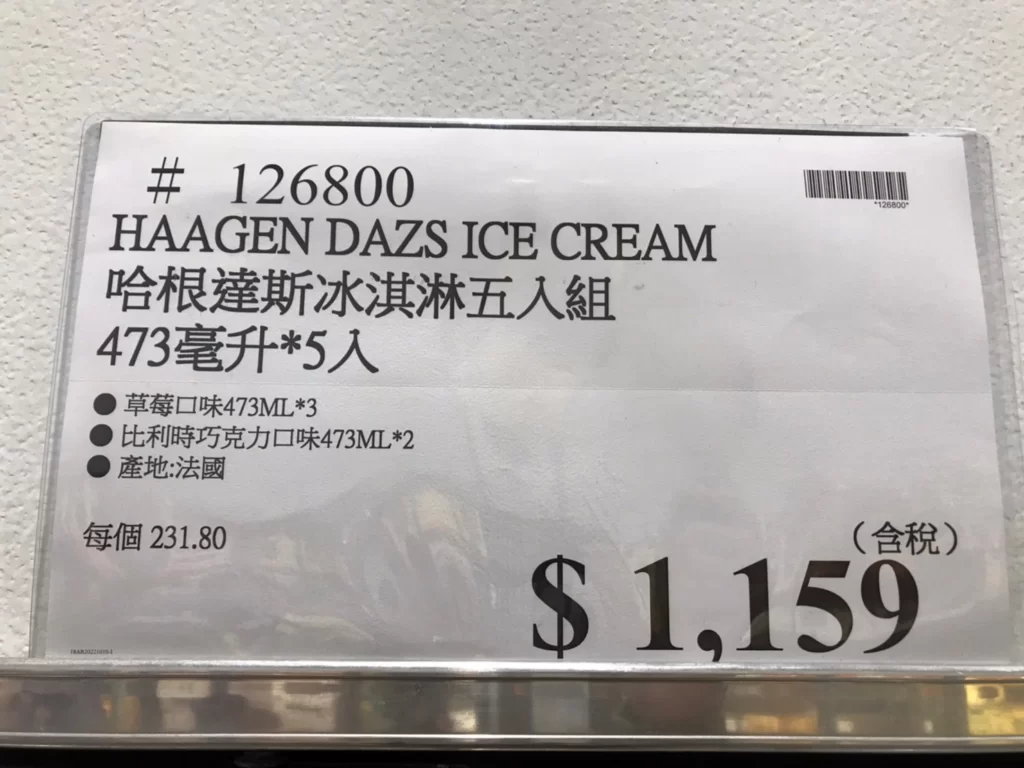 # 126800
*126800*
HAAGEN DAZS ICE CREAM
哈根達斯冰淇淋五入組
473毫升*5入
● 草莓口味473ML*3
● 比利時巧克力口味473ML*2
● 產地:法國
每個 231.80
(含稅)
$ 1,159